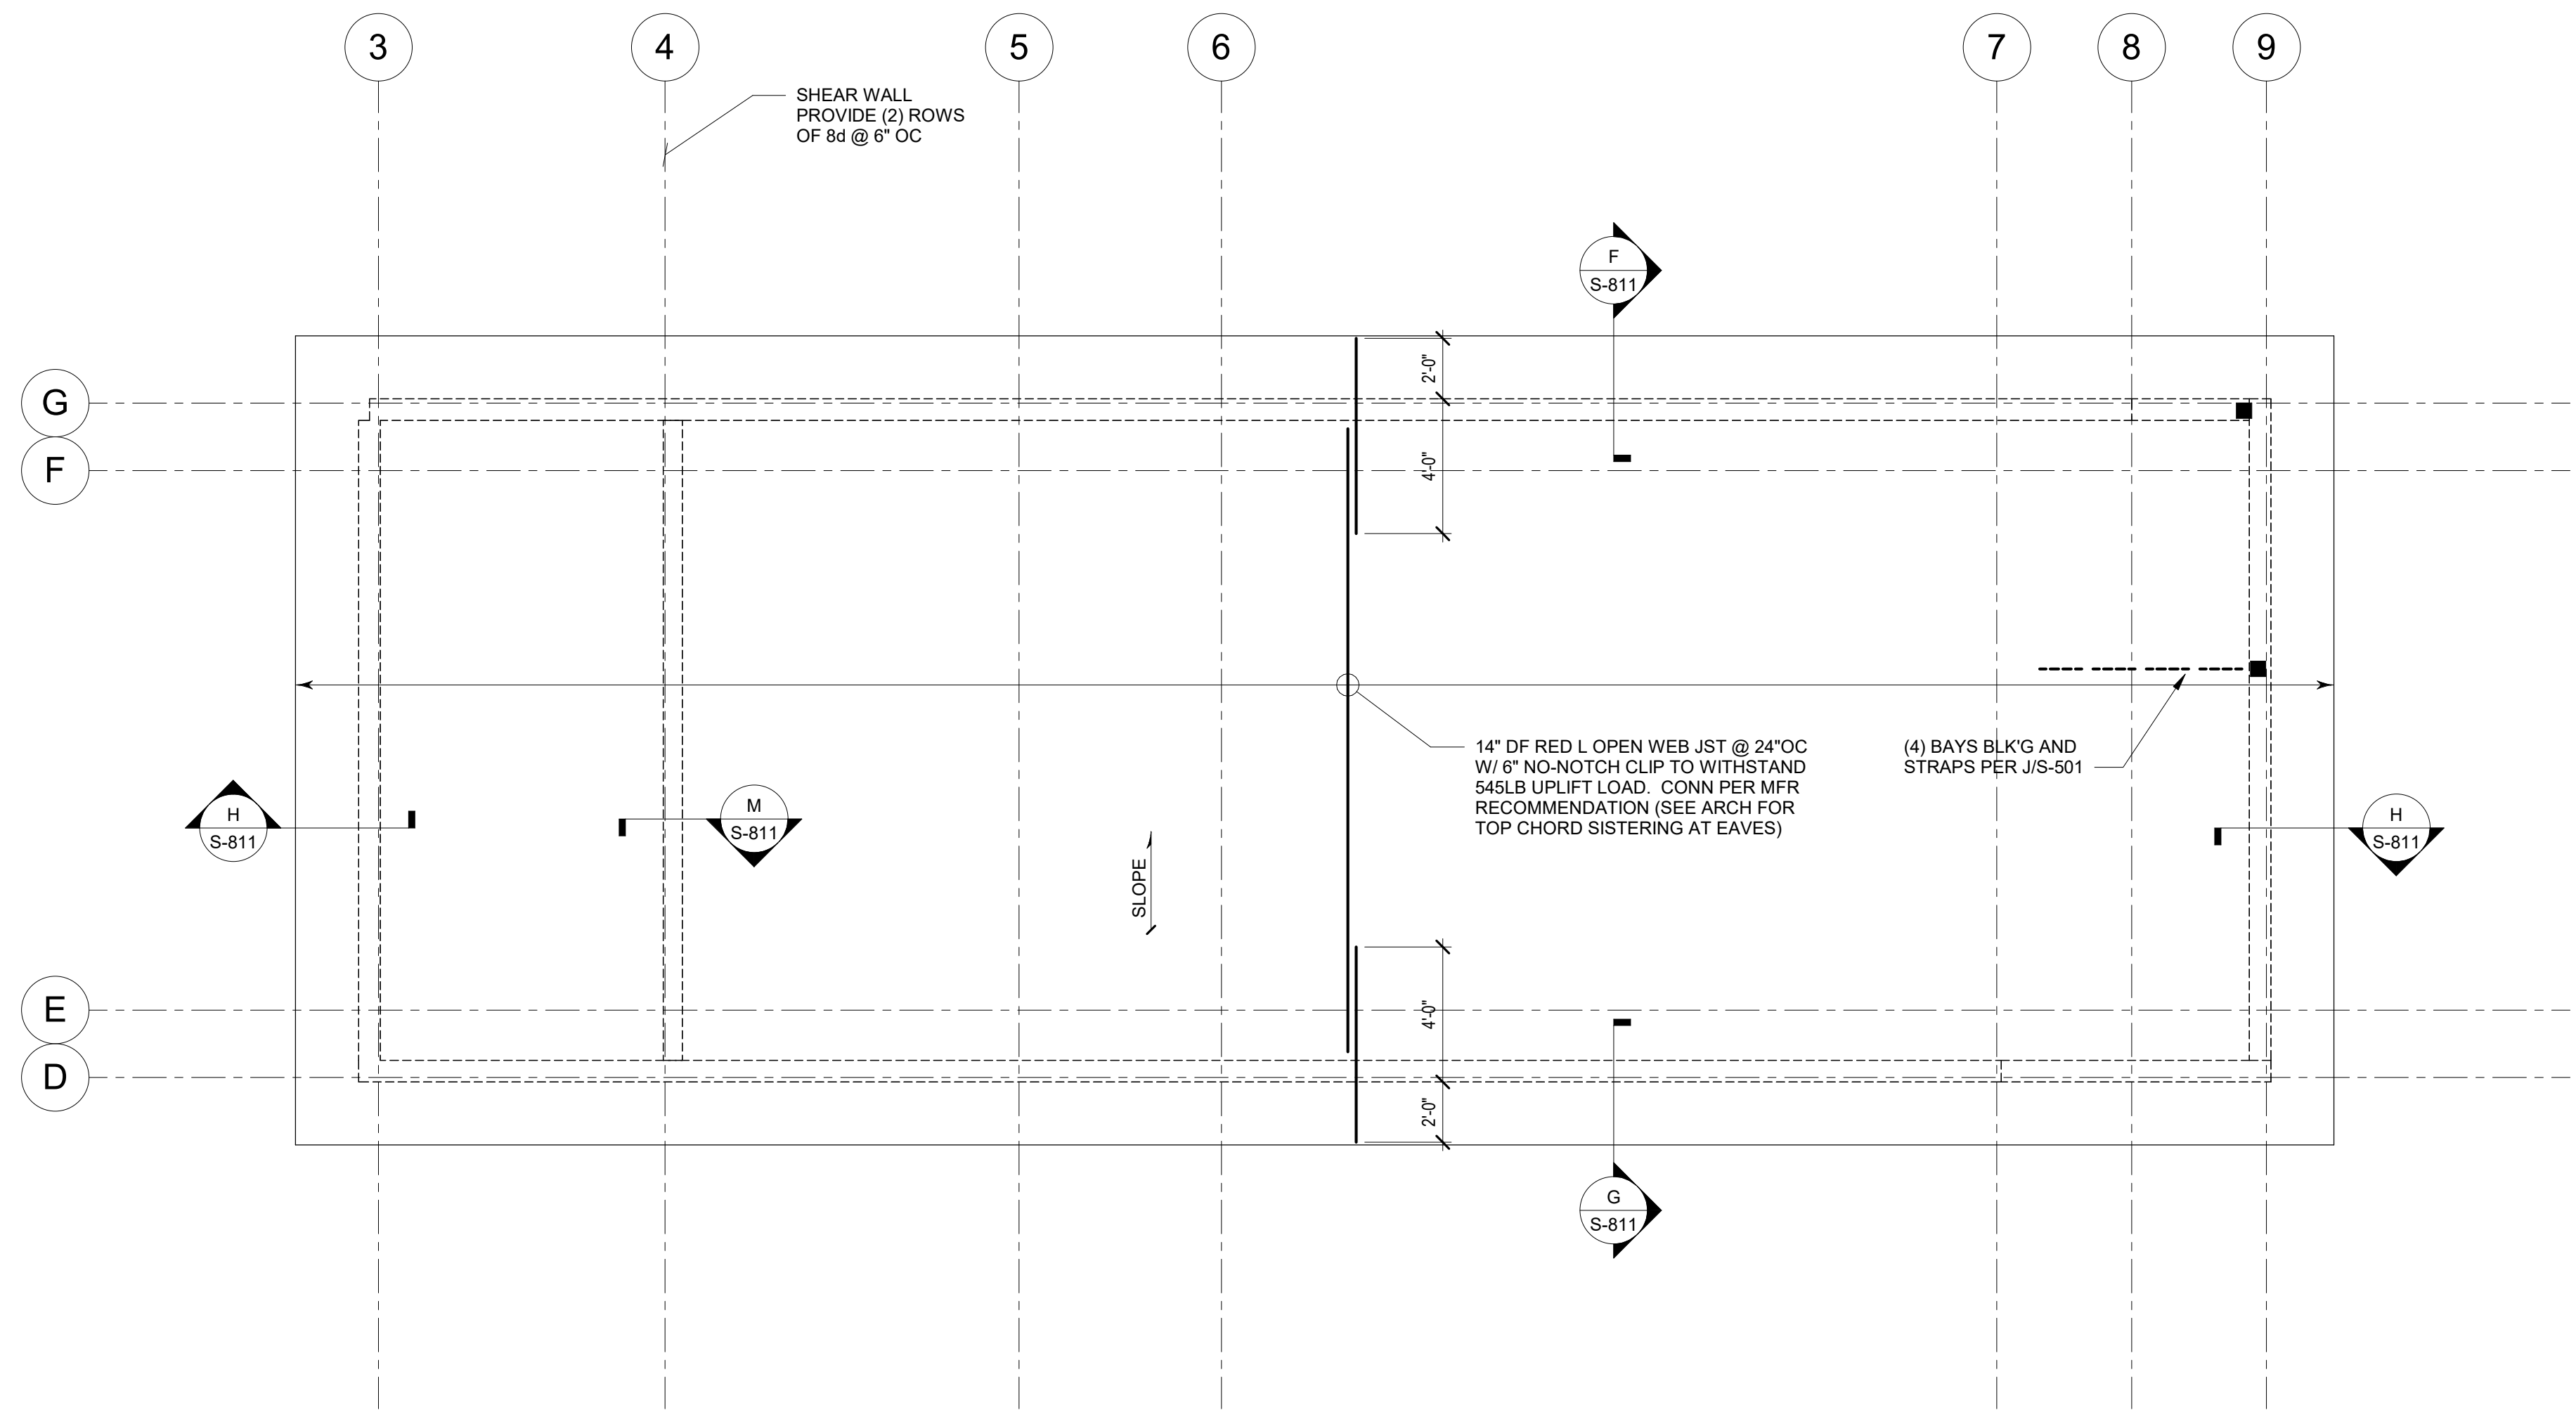 3
4
5
6
7
8
9
SHEAR WALL
PROVIDE (2) ROWS
OF 8d @ 6" OC
F
S-811
G
F
2'-0"
4'-0"
14" DF RED L OPEN WEB JST @ 24"OC
W/ 6" NO-NOTCH CLIP TO WITHSTAND
545LB UPLIFT LOAD.  CONN PER MFR
RECOMMENDATION (SEE ARCH FOR
TOP CHORD SISTERING AT EAVES)
(4) BAYS BLK'G AND
STRAPS PER J/S-501
H
S-811
M
S-811
SLOPE
H
S-811
E
D
4'-0"
2'-0"
G
S-811